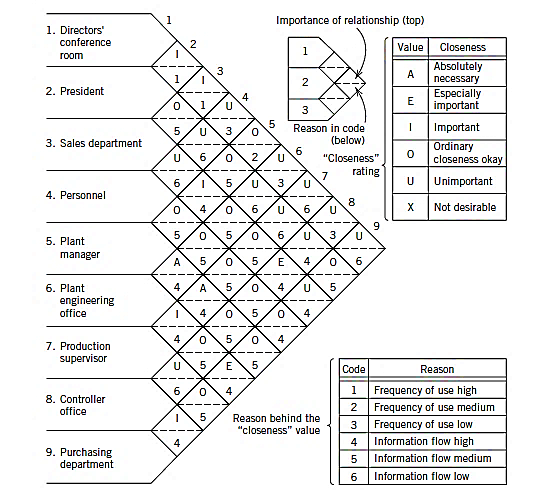 1. Directors'
conference
room
2. President
3. Sales department
4. Personnel
5. Plant
manager
6. Plant
engineering
office
7. Production
supervisor
8. Controller
office
9. Purchasing
department
1
2
3
4
5
6
7
8
9
I
1 I
O 1 U
5 U 3 O
U 6 O 2 U
6 I 5 U 3 U
O 4 O 6 U 6 U
5 O 5 O 6 U 3 U
A 5 O 5 E 4 O 6
4 A 5 O 4 U 5
I 4 O 5 O 4
4 O 5 O 4
U 5 E 5
6 O 4
I 5
4
Importance of relationship (top)
1
2
3
Reason in code
(below)
"Closeness"
rating
Value Closeness
A Absolutely
necessary
E Especially
important
I Important
O Ordinary
closeness okay
U Unimportant
X Not desirable
Reason behind the
"closeness" value
Code Reason
1 Frequency of use high
2 Frequency of use medium
3 Frequency of use low
4 Information flow high
5 Information flow medium
6 Information flow low